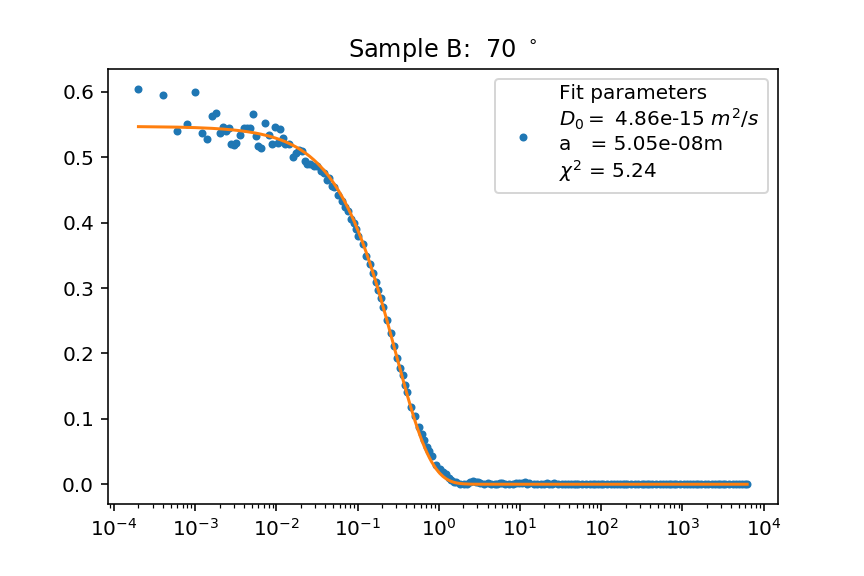 Sample B: 70 °
0.6
0.5
0.4
0.3
0.2
0.1
0.0
Fit parameters
D₀ = 4.86e-15 m²/s
a = 5.05e-08m
χ² = 5.24
10⁻⁴ 10⁻³ 10⁻² 10⁻¹ 10⁰ 10¹ 10² 10³ 10⁴